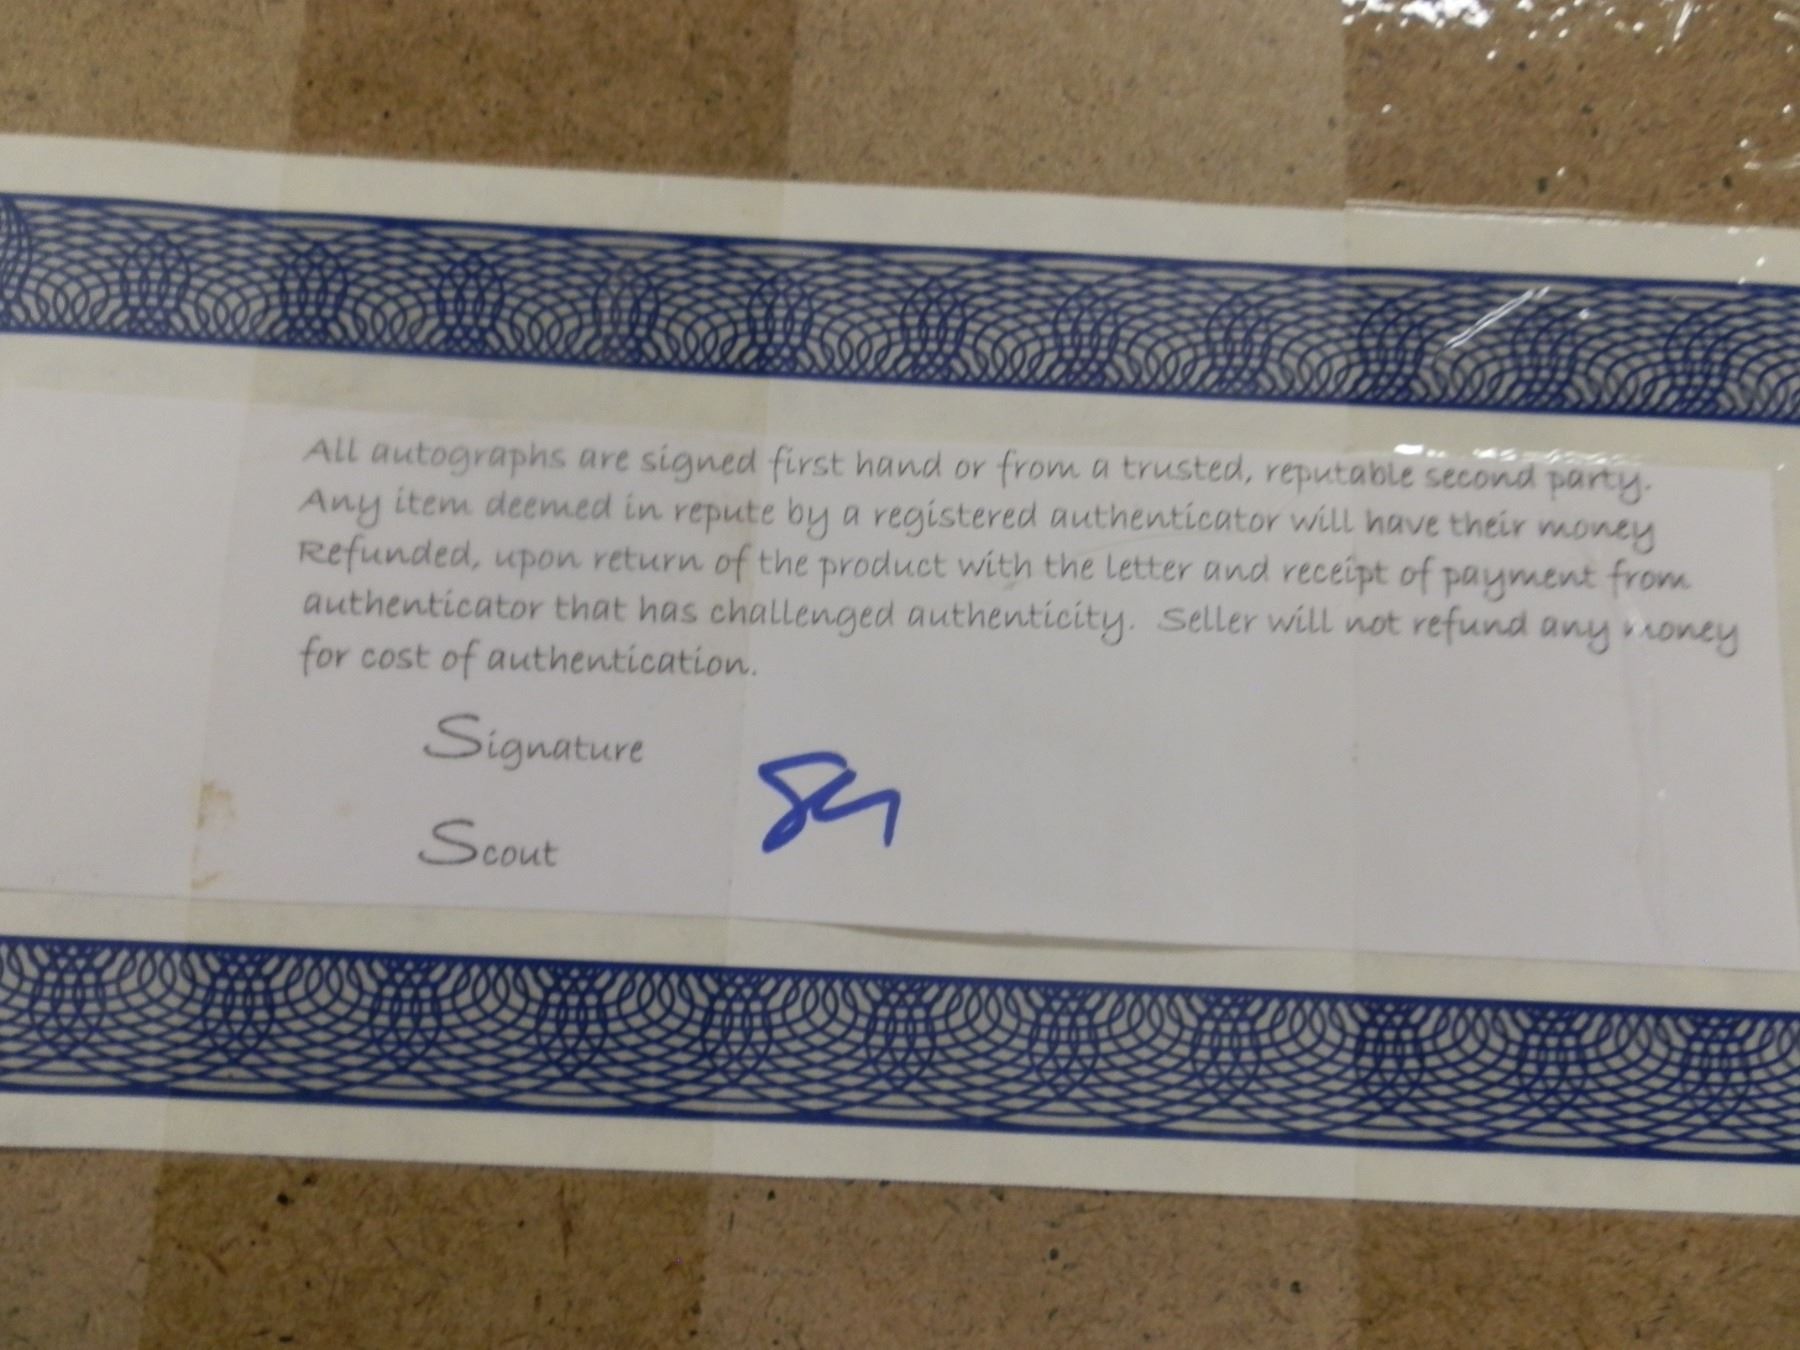 All autographs are signed first hand or from a trusted, reputable second party.
Any item deemed in repute by a registered authenticator will have their money
Refunded, upon return of the product with the letter and receipt of payment from
authenticator that has challenged authenticity. Seller will not refund any money
for cost of authentication.
Signature
Scout